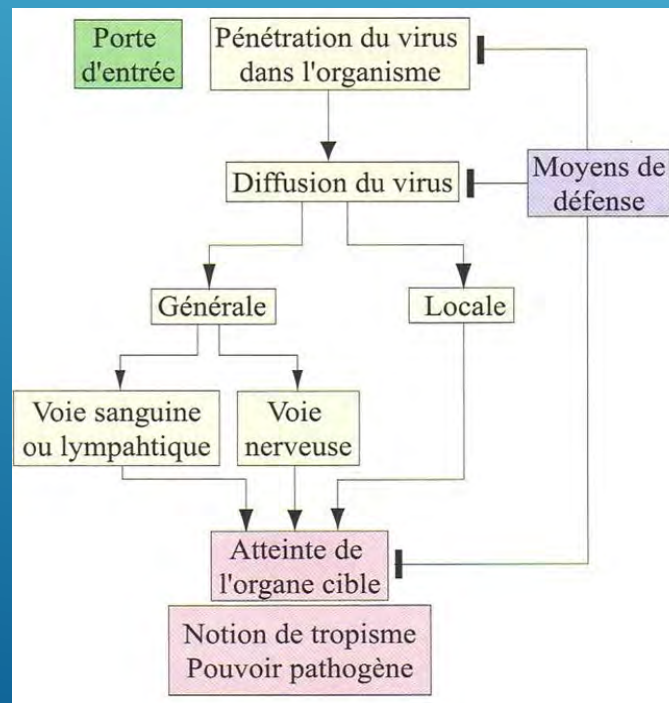 Porte
d'entrée
Pénétration du virus
dans l'organisme
Moyens de
défense
Diffusion du virus
Générale
Locale
Voie sanguine
ou lympahtique
Voie
nerveuse
Atteinte de
l'organe cible
Notion de tropisme
Pouvoir pathogène